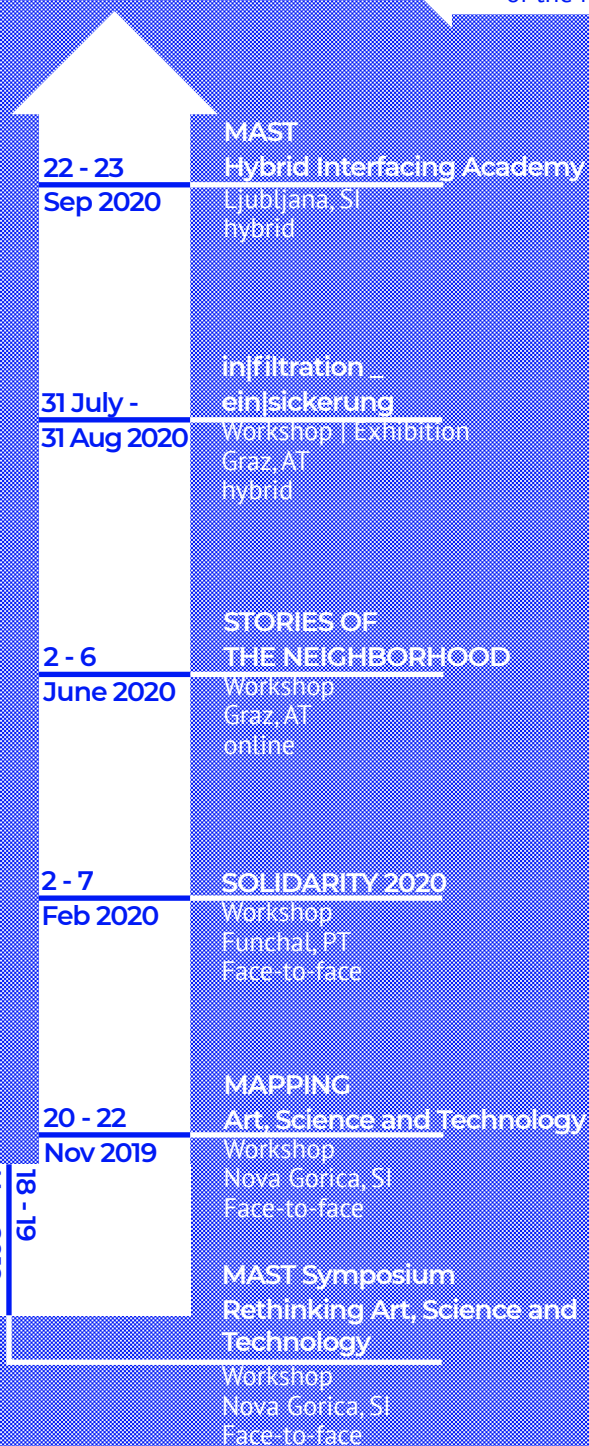 22 - 23
Sep 2020
MAST
Hybrid Interfacing Academy
Ljubljana, SI
hybrid
31 July -
31 Aug 2020
in|filtration _
ein|sickerung
Workshop | Exhibition
Graz, AT
hybrid
2 - 6
June 2020
STORIES OF
THE NEIGHBORHOOD
Workshop
Graz, AT
online
2 - 7
Feb 2020
SOLIDARITY 2020
Workshop
Funchal, PT
Face-to-face
20 - 22
Nov 2019
MAPPING
Art, Science and Technology
Workshop
Nova Gorica, SI
Face-to-face
18 - 19
MAST Symposium
Rethinking Art, Science and
Technology
Workshop
Nova Gorica, SI
Face-to-face